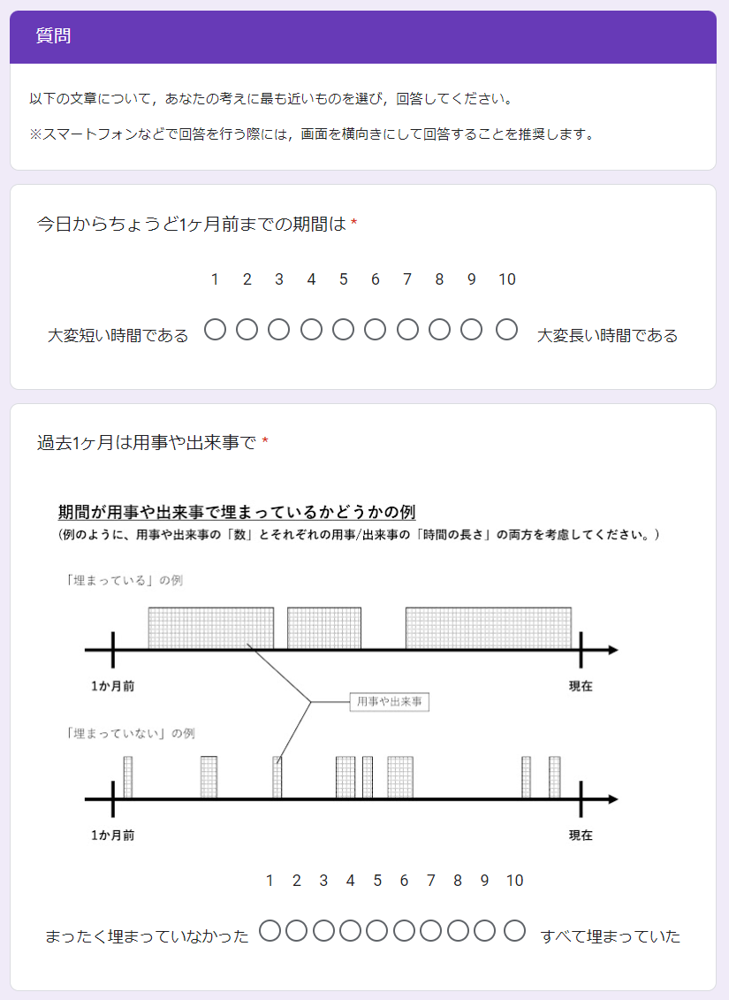 質問
以下の文章について，あなたの考えに最も近いものを選び，回答してください。
※スマートフォンなどで回答を行う際には，画面を横向きにして回答することを推奨します。
今日からちょうど1ヶ月前までの期間は *
1 2 3 4 5 6 7 8 9 10
大変短い時間である 大変長い時間である
過去1ヶ月は用事や出来事で *
期間が用事や出来事で埋まっているかどうかの例
（例のように、用事や出来事の「数」とそれぞれの用事/出来事の「時間の長さ」の両方を考慮してください。）
「埋まっている」の例
1か月前 現在
用事や出来事
「埋まっていない」の例
1か月前 現在
1 2 3 4 5 6 7 8 9 10
まったく埋まっていなかった すべて埋まっていた